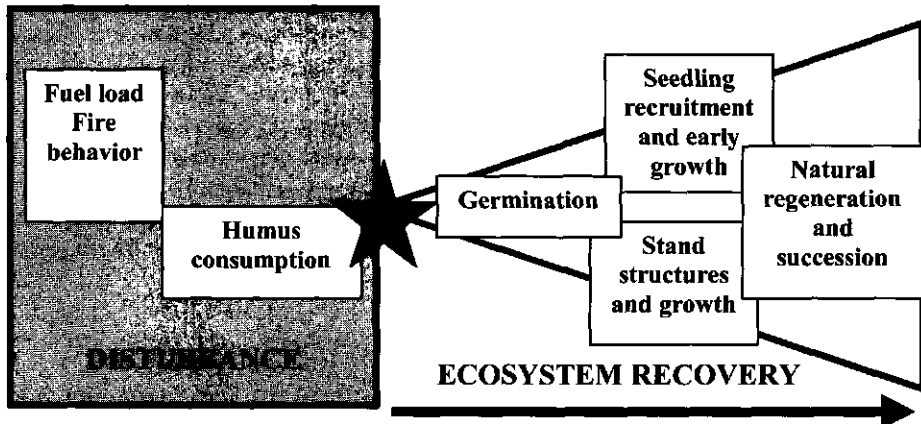 Fuel load
Fire
behavior
Humus
consumption
DISTURBANCE
Germination
Seedling
recruitment
and early
growth
Stand
structures
and growth
Natural
regeneration
and
succession
ECOSYSTEM RECOVERY